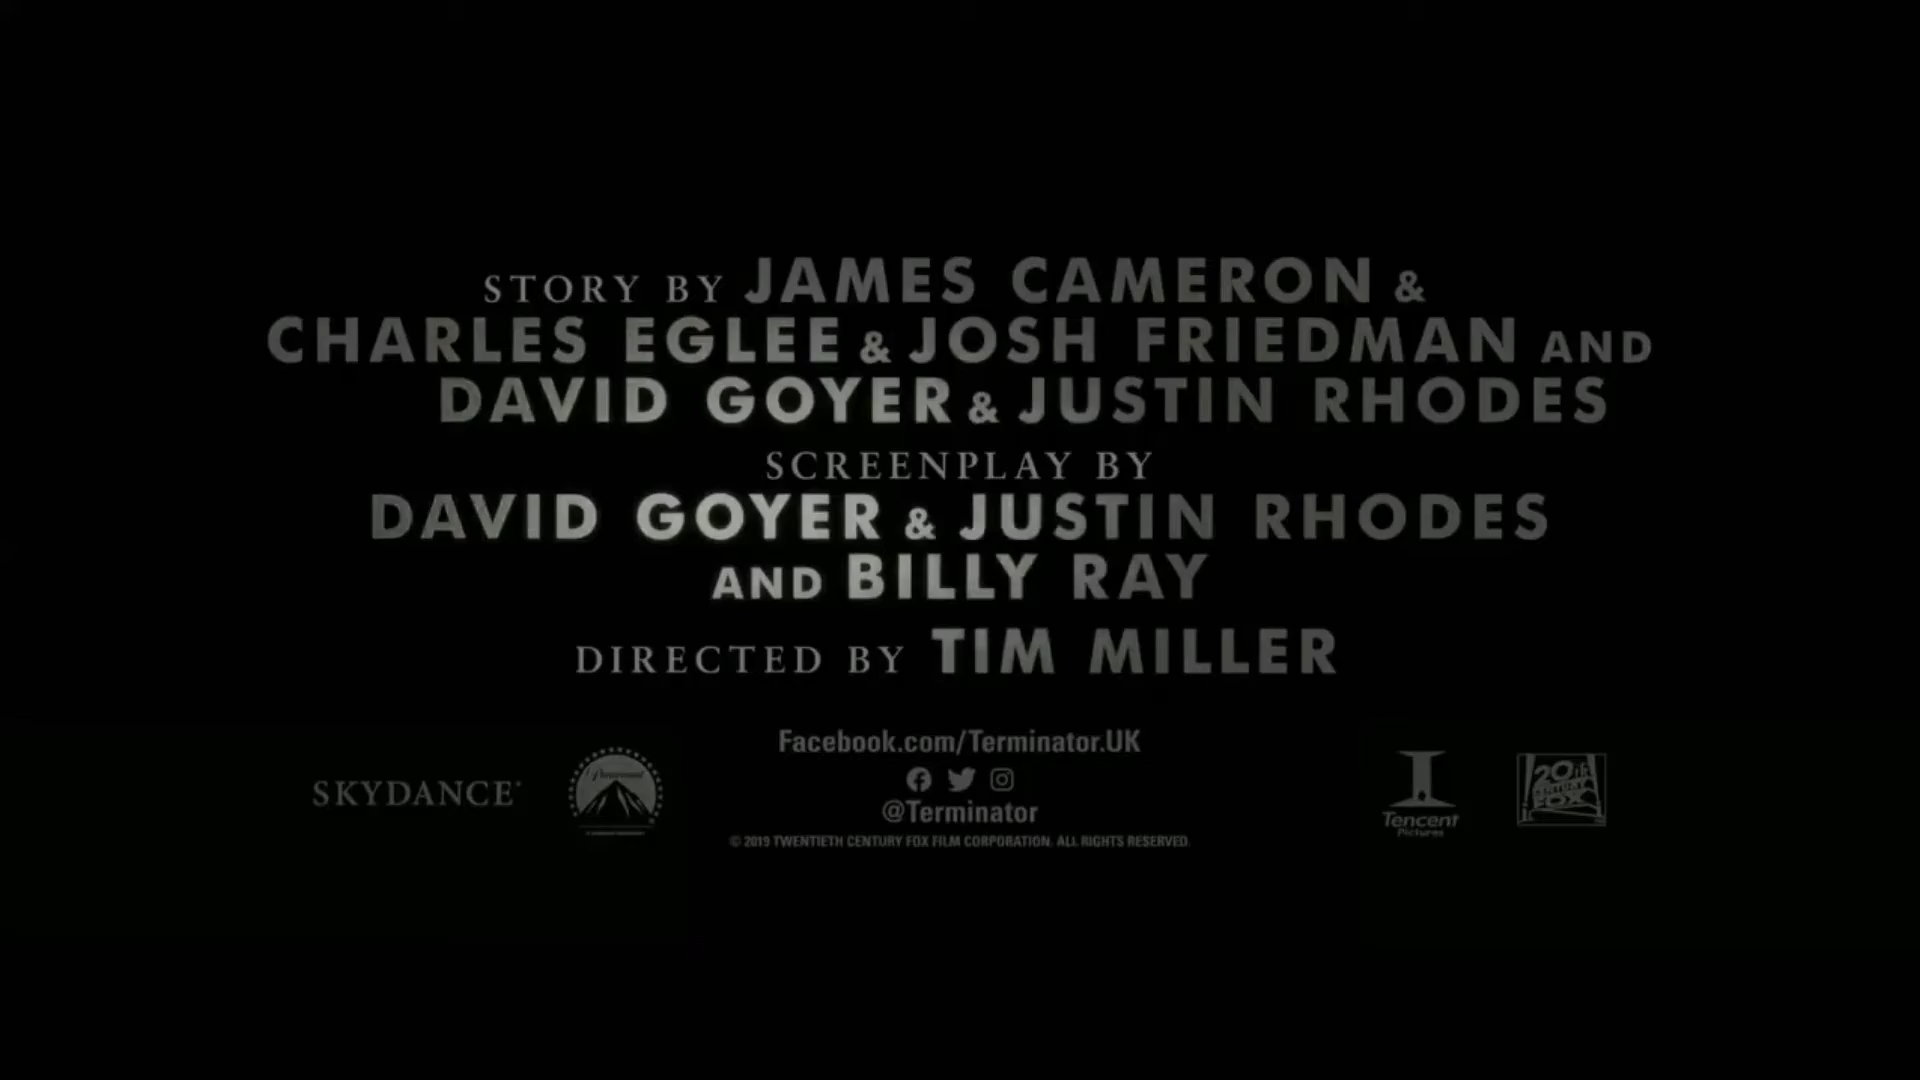 STORY BY JAMES CAMERON &
CHARLES EGLEE & JOSH FRIEDMAN AND
DAVID GOYER & JUSTIN RHODES
SCREENPLAY BY
DAVID GOYER & JUSTIN RHODES
AND BILLY RAY
DIRECTED BY TIM MILLER
Facebook.com/Terminator.UK
SKYDANCE
Paramount
@Terminator
Tencent
Pictures
20th
CENTURY
FOX
© 2019 TWENTIETH CENTURY FOX FILM CORPORATION. ALL RIGHTS RESERVED.